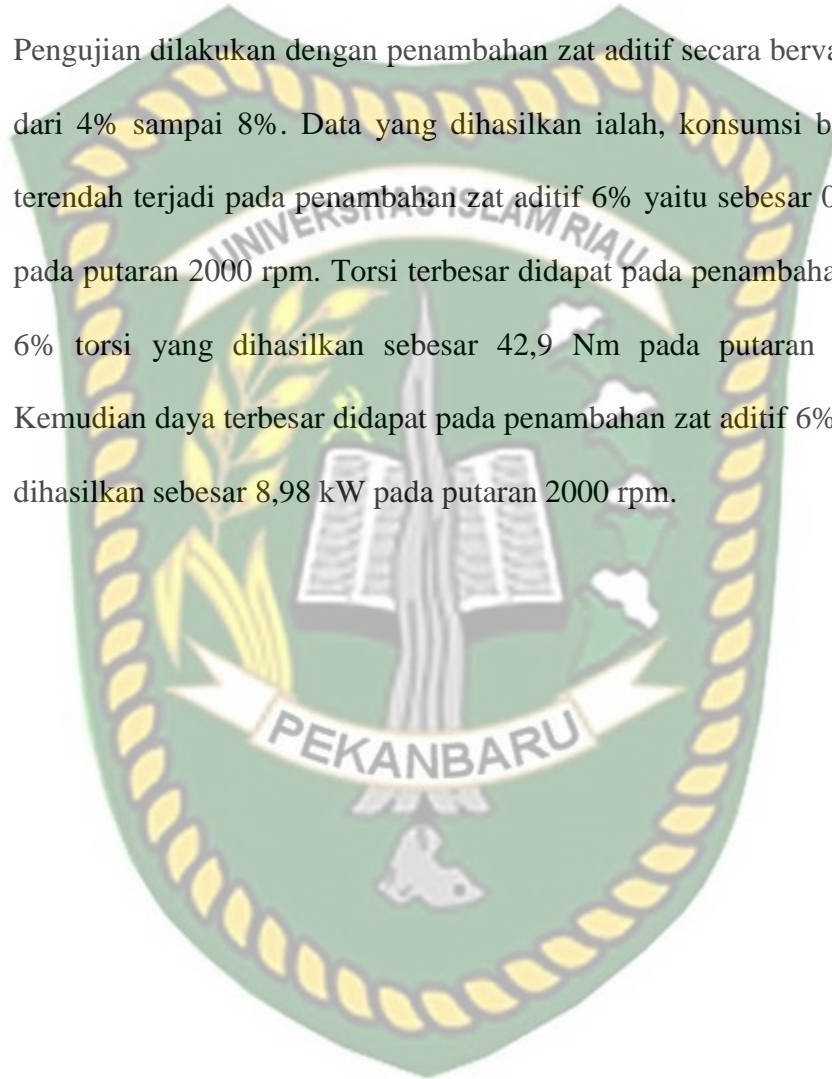 Pengujian dilakukan dengan penambahan zat aditif secara
dari 4% sampai 8%. Data yang dihasilkan ialah, konsumsi
terendah terjadi pada penambahan zat aditif 6% yaitu sebesar
UNIVERSITAS ISLAM RIAU
pada putaran 2000 rpm. Torsi terbesar didapat pada
6% torsi yang dihasilkan sebesar 42,9 Nm pada putaran
Kemudian daya terbesar didapat pada penambahan zat aditif 6%
dihasilkan sebesar 8,98 kW pada putaran 2000 rpm.
PEKANBARU